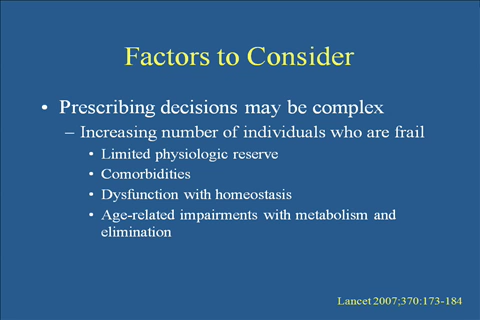 Factors to Consider
• Prescribing decisions may be complex
– Increasing number of individuals who are frail
• Limited physiologic reserve
• Comorbidities
• Dysfunction with homeostasis
• Age-related impairments with metabolism and
elimination
Lancet 2007;370:173-184